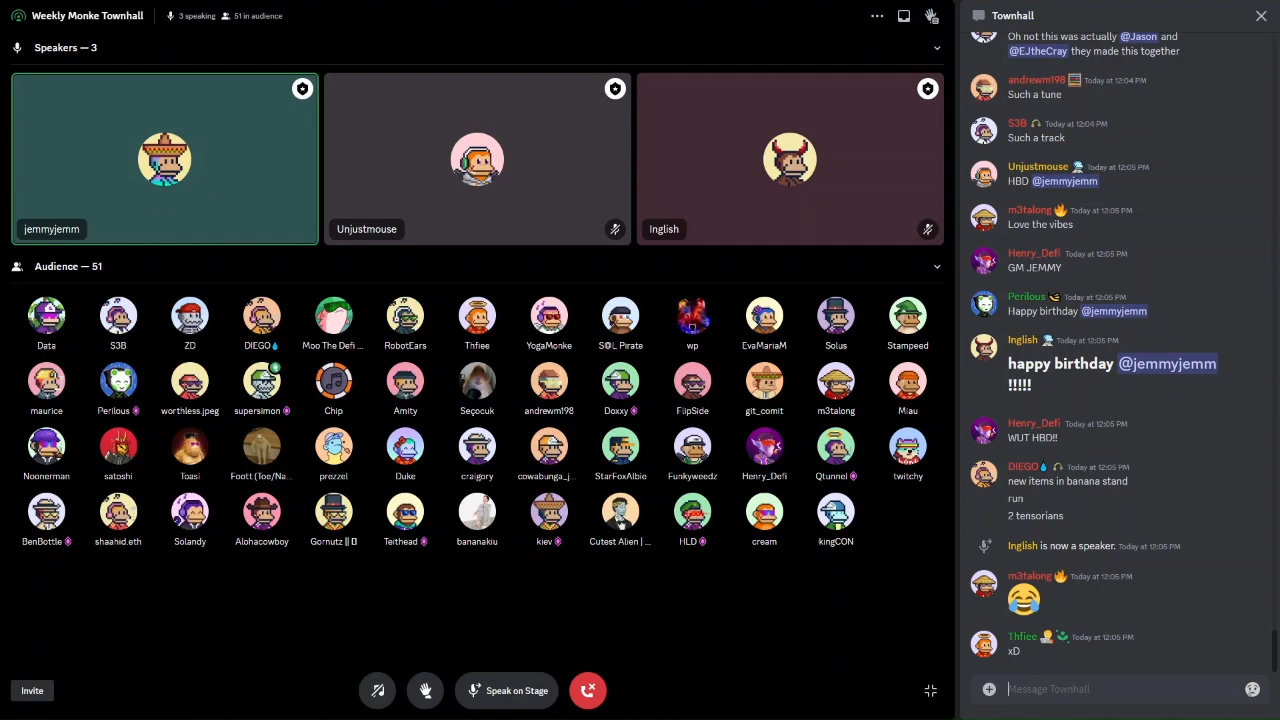 Weekly Monke Townhall
3 speaking
51 in audience
Speakers — 3
jemmyjemm
Unjustmouse
Inglish
Audience — 51
Data
S3B
ZD
DIEGO💧
Moo The Defi ...
RobotEars
Thfiee
YogaMonke
S@L Pirate
wp
EvaMariaM
Solus
Stampeed
maurice
Perilous
worthless.jpeg
supersimon
Chip
Amity
Seçocuk
andrewm198
Doxxy
FlipSide
git_comit
m3talong
Miau
Noonerman
satoshi
Toasi
Foott (Toe/Na...
prezzel
Duke
craigory
cowabunga_j...
StarFoxAlbie
Funkyweedz
Henry_Defi
Qtunnel
twitchy
BenBottle
shaahid.eth
Solandy
Alohacowboy
Gornutz ||
Teithead
bananakiu
kiev
Cutest Alien | ...
HLD
cream
kingCON
Invite
Speak on Stage
Townhall
Oh not this was actually @Jason and
@EJtheCray they made this together
andrewm198 Today at 12:04 PM
Such a tune
S3B Today at 12:04 PM
Such a track
Unjustmouse Today at 12:05 PM
HBD @jemmyjemm
m3talong 🔥 Today at 12:05 PM
Love the vibes
Henry_Defi Today at 12:05 PM
GM JEMMY
Perilous Today at 12:05 PM
Happy birthday @jemmyjemm
Inglish Today at 12:05 PM
happy birthday @jemmyjemm
!!!!!
Henry_Defi Today at 12:05 PM
WUT HBD!!
DIEGO💧 Today at 12:05 PM
new items in banana stand
run
2 tensorians
Inglish is now a speaker. Today at 12:05 PM
m3talong 🔥 Today at 12:05 PM
😂
Thfiee Today at 12:05 PM
xD
Message Townhall